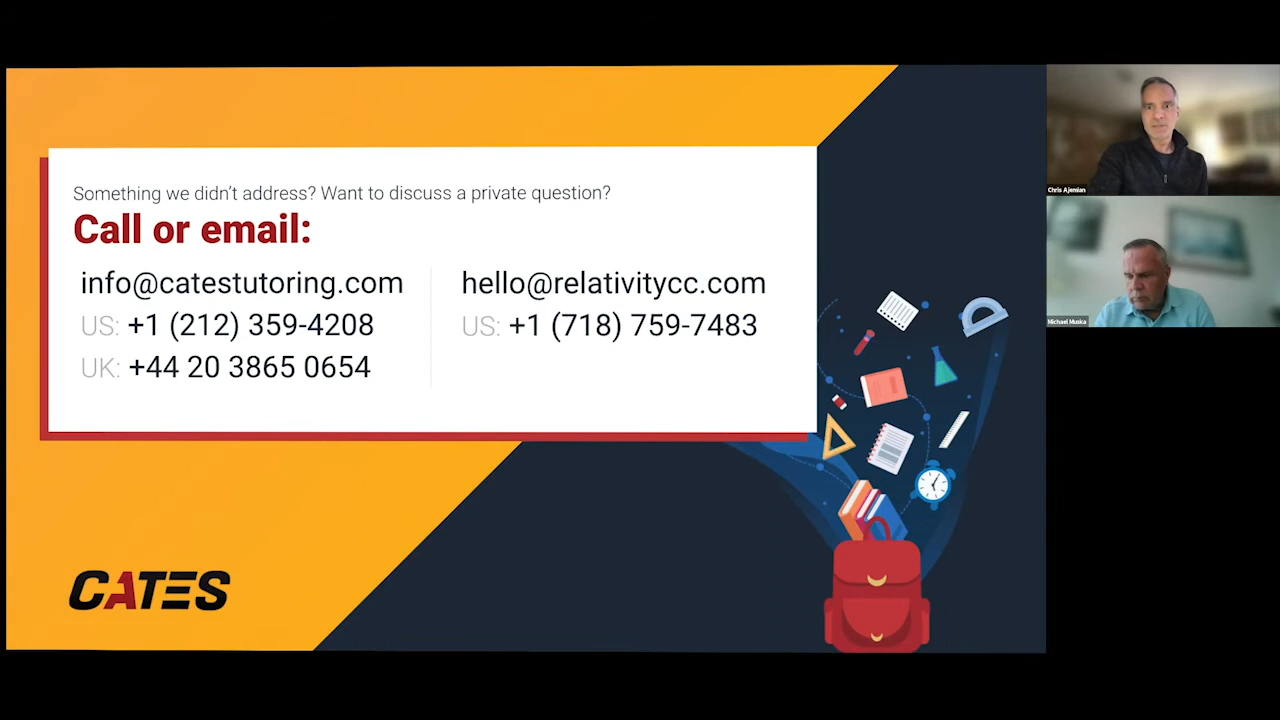 Something we didn't address? Want to discuss a private question?
Call or email:
info@catestutoring.com
US: +1 (212) 359-4208
UK: +44 20 3865 0654
hello@relativitycc.com
US: +1 (718) 759-7483
CATES
Chris Ajemian
Michael Muska